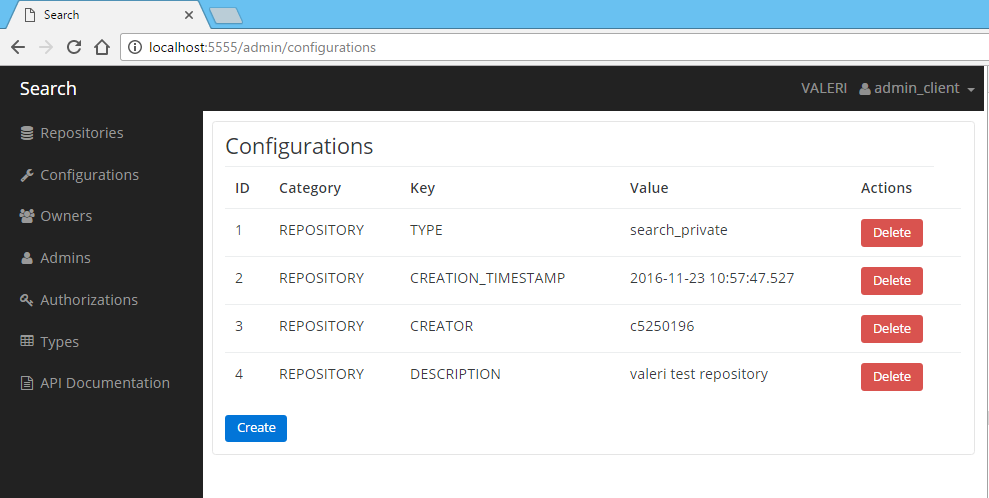 Search
localhost:5555/admin/configurations
Search VALERI admin_client
Repositories
Configurations
Owners
Admins
Authorizations
Types
API Documentation
Configurations
ID Category Key Value Actions
1 REPOSITORY TYPE search_private Delete
2 REPOSITORY CREATION_TIMESTAMP 2016-11-23 10:57:47.527 Delete
3 REPOSITORY CREATOR c5250196 Delete
4 REPOSITORY DESCRIPTION valeri test repository Delete
Create